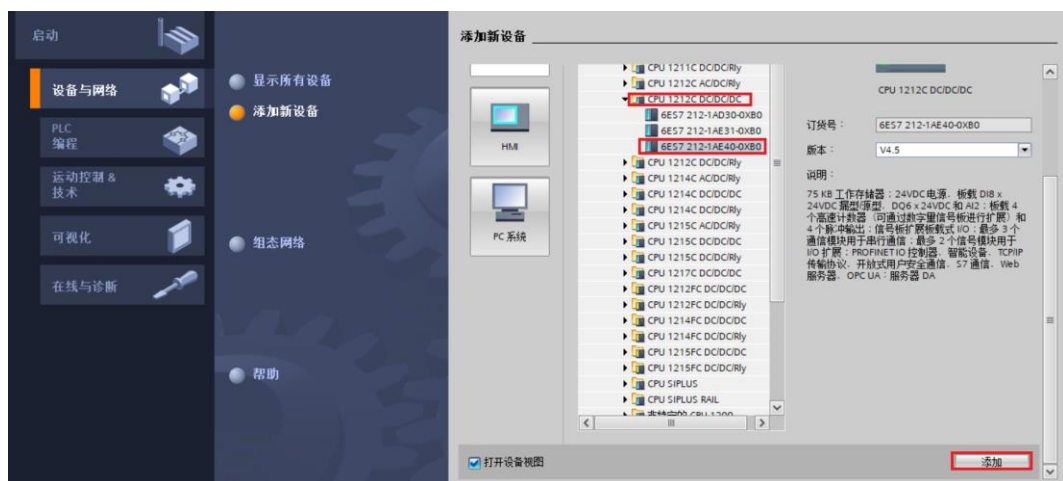 启动
设备与网络
PLC
编程
运动控制 &
技术
可视化
在线与诊断
显示所有设备
添加新设备
组态网络
帮助
添加新设备
HMI
PC 系统
CPU 1211C DC/DC/Rly
CPU 1212C AC/DC/Rly
CPU 1212C DC/DC/DC
6ES7 212-1AD30-0XB0
6ES7 212-1AE31-0XB0
6ES7 212-1AE40-0XB0
CPU 1212C DC/DC/Rly
CPU 1214C AC/DC/Rly
CPU 1214C DC/DC/DC
CPU 1214C DC/DC/Rly
CPU 1215C AC/DC/Rly
CPU 1215C DC/DC/DC
CPU 1215C DC/DC/Rly
CPU 1217C DC/DC/DC
CPU 1212FC DC/DC/DC
CPU 1212FC DC/DC/Rly
CPU 1214FC DC/DC/DC
CPU 1214FC DC/DC/Rly
CPU 1215FC DC/DC/DC
CPU 1215FC DC/DC/Rly
CPU SIPLUS
CPU SIPLUS RAIL
非特定的 CPU 1200
CPU 1212C DC/DC/DC
订货号： 6ES7 212-1AE40-0XB0
版本： V4.5
说明：
75 KB 工作存储器；24VDC 电源，板载 DI8 x
24VDC 漏型/源型，DQ6 x 24VDC 和 AI2；板载 4
个高速计数器（可通过数字量信号板进行扩展）和
4 个脉冲输出；信号板扩展板载式 I/O；最多 3 个
通信模块用于串行通信；最多 2 个信号模块用于
I/O 扩展；PROFINET IO 控制器、智能设备、TCP/IP
传输协议、开放式用户安全通信、S7 通信、Web
服务器、OPC UA：服务器 DA
打开设备视图
添加